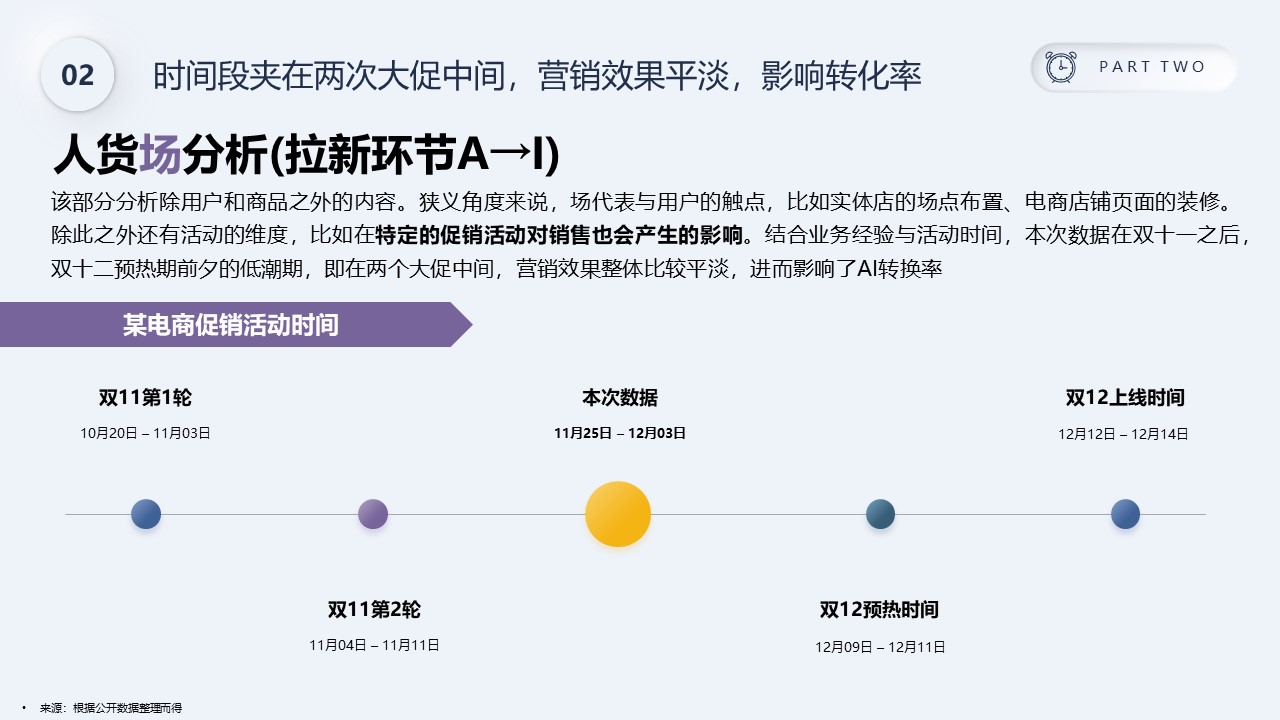 02
时间段夹在两次大促中间，营销效果平淡，影响转化率
PART TWO
人货场分析(拉新环节A→I)
该部分分析除用户和商品之外的内容。狭义角度来说，场代表与用户的触点，比如实体店的场点布置、电商店铺页面的装修。
除此之外还有活动的维度，比如在特定的促销活动对销售也会产生的影响。结合业务经验与活动时间，本次数据在双十一之后，
双十二预热期前夕的低潮期，即在两个大促中间，营销效果整体比较平淡，进而影响了AI转换率
某电商促销活动时间
双11第1轮
10月20日 – 11月03日
本次数据
11月25日 – 12月03日
双12上线时间
12月12日 – 12月14日
双11第2轮
11月04日 – 11月11日
双12预热时间
12月09日 – 12月11日
• 来源：根据公开数据整理而得